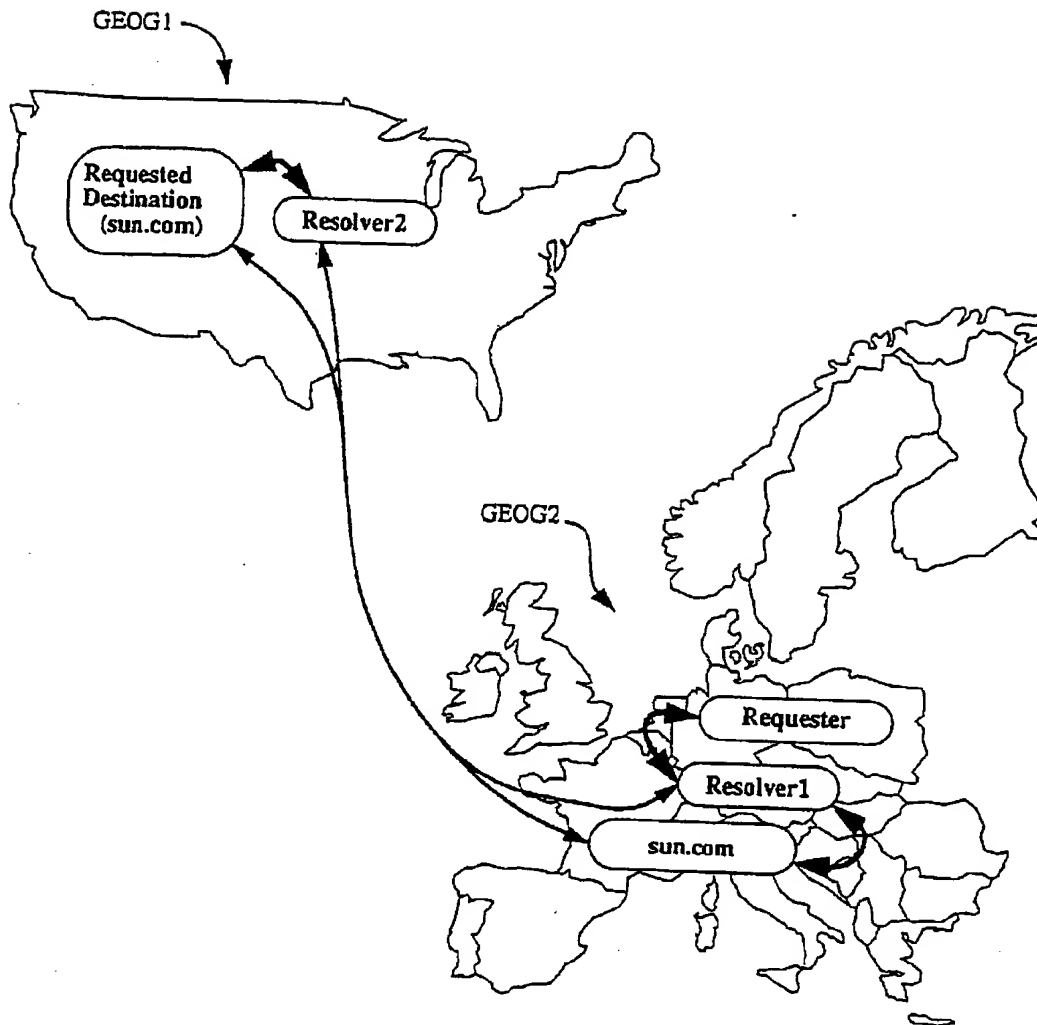 GEOG1
Requested
Destination
(sun.com)
Resolver2
GEOG2
Requester
Resolver1
sun.com